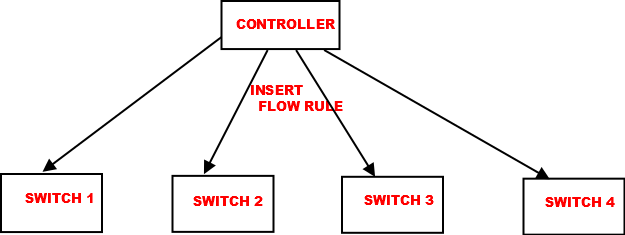 CONTROLLER
INSERT
FLOW RULE
SWITCH 1
SWITCH 2
SWITCH 3
SWITCH 4